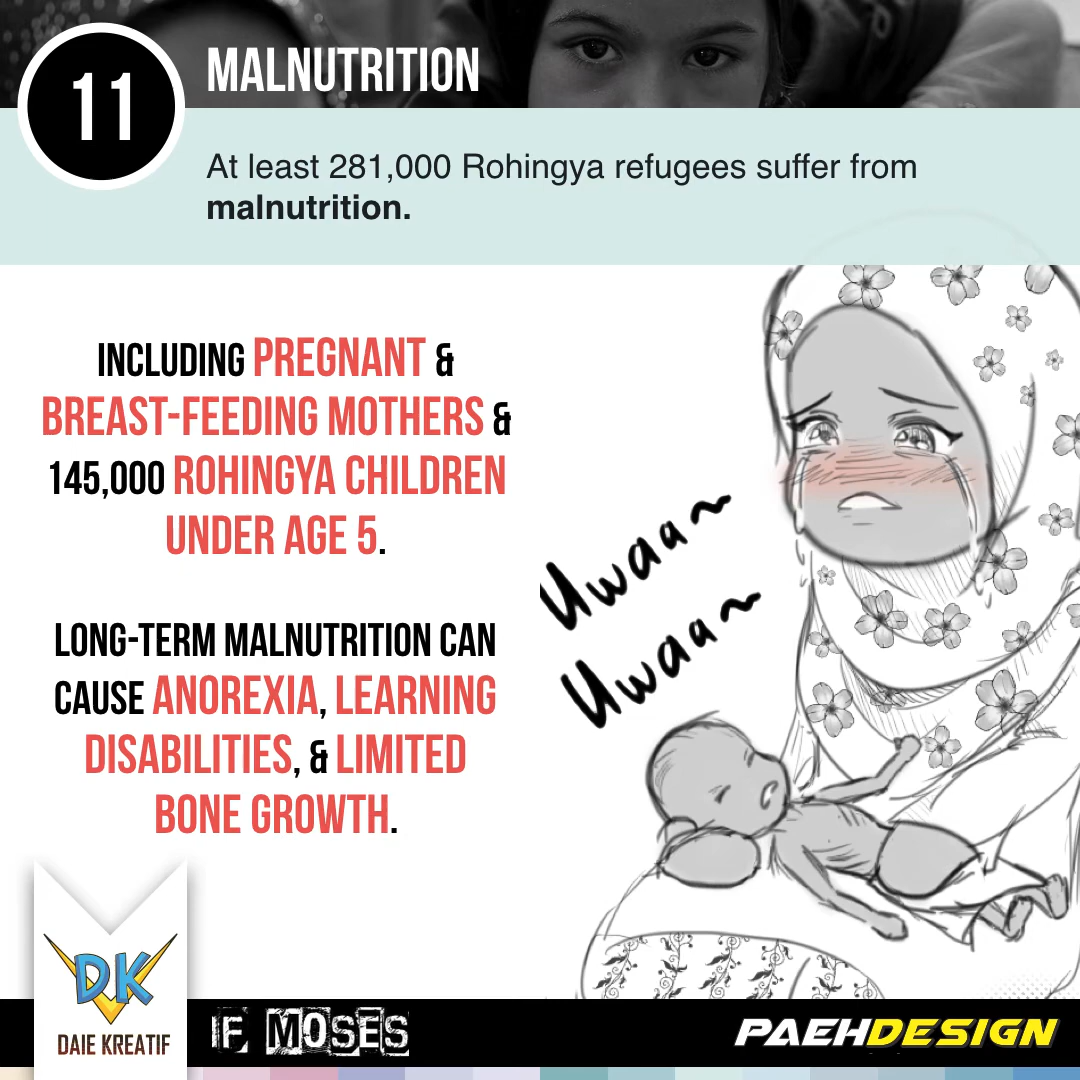 11
MALNUTRITION
At least 281,000 Rohingya refugees suffer from
malnutrition.
INCLUDING PREGNANT &
BREAST-FEEDING MOTHERS &
145,000 ROHINGYA CHILDREN
UNDER AGE 5.
LONG-TERM MALNUTRITION CAN
CAUSE ANOREXIA, LEARNING
DISABILITIES, & LIMITED
BONE GROWTH.
Uwaa~
Uwaa~
DK
DAIE KREATIF
IF MOSES
PAEHDESIGN